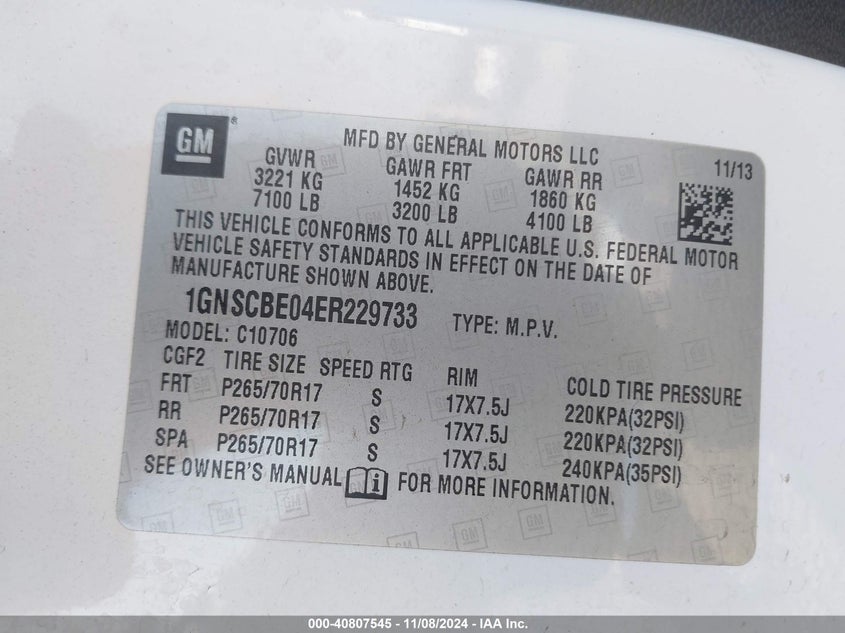 GM ®
MFD BY GENERAL MOTORS LLC 11/13
GVWR GAWR FRT GAWR RR
3221 KG 1452 KG 1860 KG
7100 LB 3200 LB 4100 LB
THIS VEHICLE CONFORMS TO ALL APPLICABLE U.S. FEDERAL MOTOR
VEHICLE SAFETY STANDARDS IN EFFECT ON THE DATE OF
MANUFACTURE SHOWN ABOVE.
1GNSCBE04ER229733 TYPE: M.P.V.
MODEL: C10706
CGF2 TIRE SIZE SPEED RTG RIM COLD TIRE PRESSURE
FRT P265/70R17 S 17X7.5J 220KPA(32PSI)
RR P265/70R17 S 17X7.5J 220KPA(32PSI)
SPA P265/70R17 S 17X7.5J 240KPA(35PSI)
SEE OWNER'S MANUAL i FOR MORE INFORMATION.
000-40807545 - 11/08/2024 - IAA Inc.